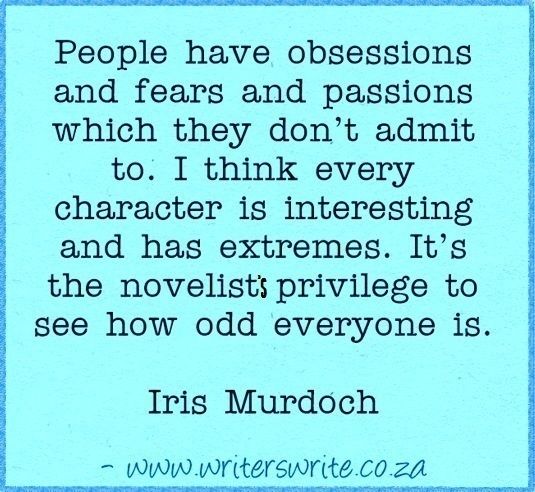 People have obsessions
and fears and passions
which they don't admit
to. I think every
character is interesting
and has extremes. It's
the novelist's privilege to
see how odd everyone is.
Iris Murdoch
- www.writerswrite.co.za